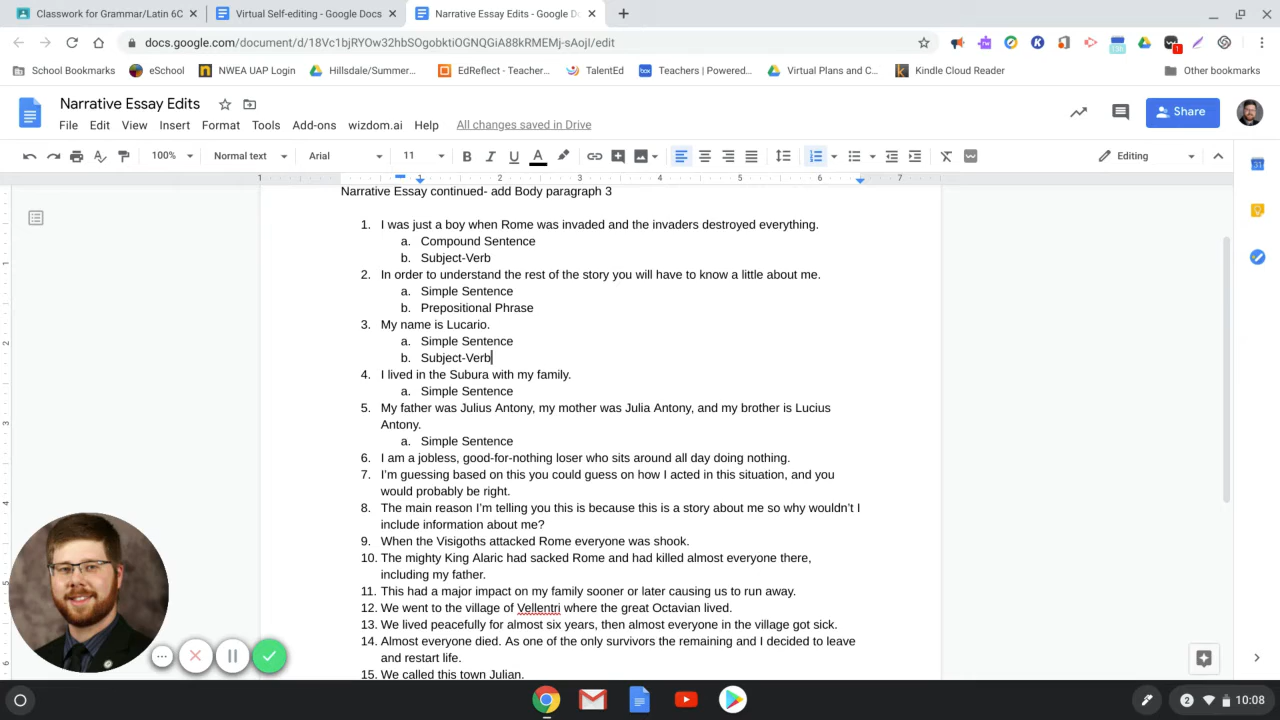 Classwork for Grammar/Latin 6C
Virtual Self-editing - Google Docs
Narrative Essay Edits - Google D
docs.google.com/document/d/18Vc1bjRYOw32hbSOgobktiOGNQGiA88kRMEMj-sAojI/edit
School Bookmarks
eSchool
NWEA UAP Login
Hillsdale/Summer...
EdReflect - Teacher...
TalentEd
Teachers | Powered...
Virtual Plans and C...
Kindle Cloud Reader
Other bookmarks
Narrative Essay Edits
Share
File Edit View Insert Format Tools Add-ons wizdom.ai Help All changes saved in Drive
100% Normal text Arial 11 B I U A Editing
1 1 2 3 4 5 6 7
Narrative Essay continued- add Body paragraph 3
1. I was just a boy when Rome was invaded and the invaders destroyed everything.
a. Compound Sentence
b. Subject-Verb
2. In order to understand the rest of the story you will have to know a little about me.
a. Simple Sentence
b. Prepositional Phrase
3. My name is Lucario.
a. Simple Sentence
b. Subject-Verb
4. I lived in the Subura with my family.
a. Simple Sentence
5. My father was Julius Antony, my mother was Julia Antony, and my brother is Lucius
Antony.
a. Simple Sentence
6. I am a jobless, good-for-nothing loser who sits around all day doing nothing.
7. I'm guessing based on this you could guess on how I acted in this situation, and you
would probably be right.
8. The main reason I'm telling you this is because this is a story about me so why wouldn't I
include information about me?
9. When the Visigoths attacked Rome everyone was shook.
10. The mighty King Alaric had sacked Rome and had killed almost everyone there,
including my father.
11. This had a major impact on my family sooner or later causing us to run away.
12. We went to the village of Vellentri where the great Octavian lived.
13. We lived peacefully for almost six years, then almost everyone in the village got sick.
14. Almost everyone died. As one of the only survivors the remaining and I decided to leave
and restart life.
15. We called this town Julian.
2 10:08